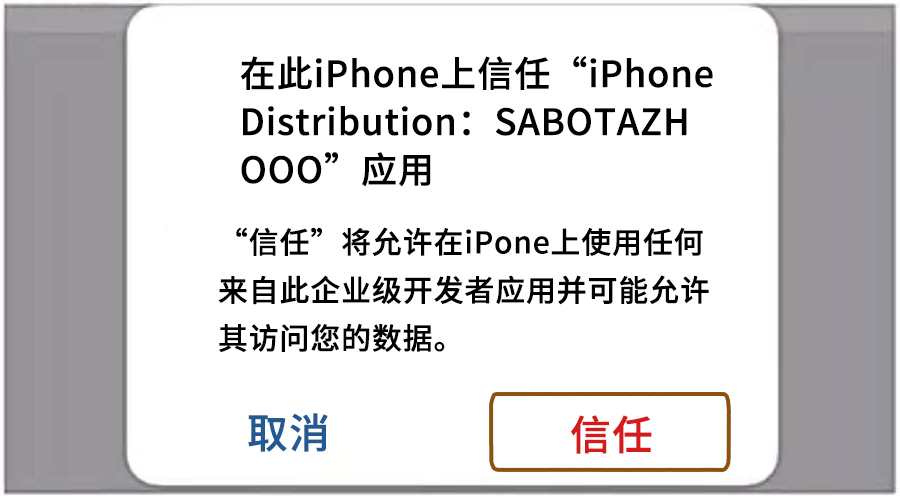 在此iPhone上信任“iPhone
Distribution：SABOTAZH
OOO”应用
“信任”将允许在iPone上使用任何
来自此企业级开发者应用并可能允许
其访问您的数据。
取消
信任